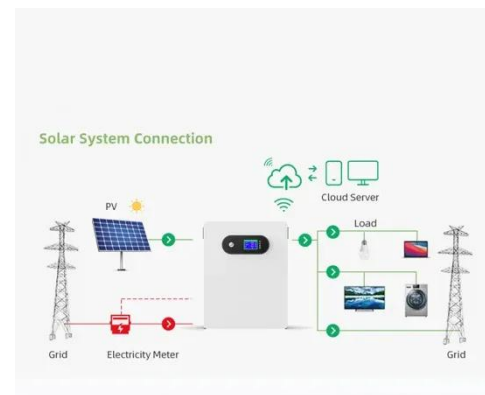 Solar System Connection
Cloud Server
PV
Load
Grid
Electricity Meter
Grid